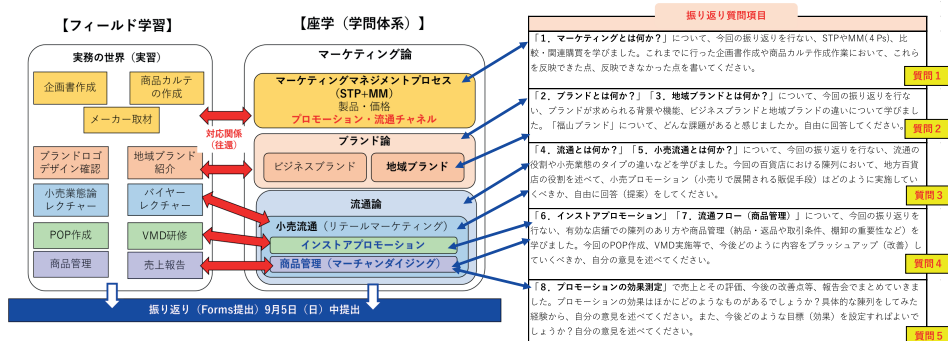 【フィールド学習】
実務の世界（実習）
企画書作成
商品カルテ
の作成
メーカー取材
ブランドロゴ
デザイン確認
地域ブランド
紹介
小売業態論
レクチャー
バイヤー
レクチャー
POP作成
VMD研修
商品管理
売上報告
対応関係
（往還）
【座学（学問体系）】
マーケティング論
マーケティングマネジメントプロセス
（STP+MM）
製品・価格
プロモーション・流通チャネル
ブランド論
ビジネスブランド
地域ブランド
流通論
小売流通（リテールマーケティング）
インストアプロモーション
商品管理（マーチャンダイジング）
振り返り（Forms提出）9月5日（日）中提出
振り返り質問項目
「１．マーケティングとは何か？」について、今回の振り返りを行ない、STPやMM(４Ps)、比
較・関連購買を学びました。これまでに行った企画書作成や商品カルテ作成作業において、これら
を反映できた点、反映できなかった点を書いてください。
質問１
「２．ブランドとは何か？」「３．地域ブランドとは何か？」について、今回の振り返りを行な
い、ブランドが求められる背景や機能、ビジネスブランドと地域ブランドの違いについて学びまし
た。「福山ブランド」について、どんな課題があると感じましたか。自由に回答してください。
質問２
「４．流通とは何か？」「５．小売流通とは何か？」について、今回の振り返りを行ない、流通の
役割や小売業態のタイプの違いなどを学びました。今回の百貨店における陳列において、地方百貨
店の役割を述べて、小売プロモーション（小売りで展開される販促手段）はどのように実施してい
くべきか、自由に回答（提案）をしてください。
質問３
「６．インストアプロモーション」「７．流通フロー（商品管理）」について、今回の振り返りを
行ない、有効な店舗での陳列のあり方や商品管理（納品・返品や取引条件、棚卸の重要性など）を
学びました。今回のPOP作成、VMD実施等で、今後どのように内容をブラッシュアップ（改善）し
ていくべきか、自分の意見を述べてください。
質問４
「８．プロモーションの効果測定」で売上とその評価、今後の改善点等、報告会でまとめていきま
した。プロモーションの効果はほかにどのようなものがあるでしょうか？具体的な陳列をしてみた
経験から、自分の意見を述べてください。また、今後どのような目標（効果）を設定すればよいで
しょうか？自分の意見を述べてください。
質問５